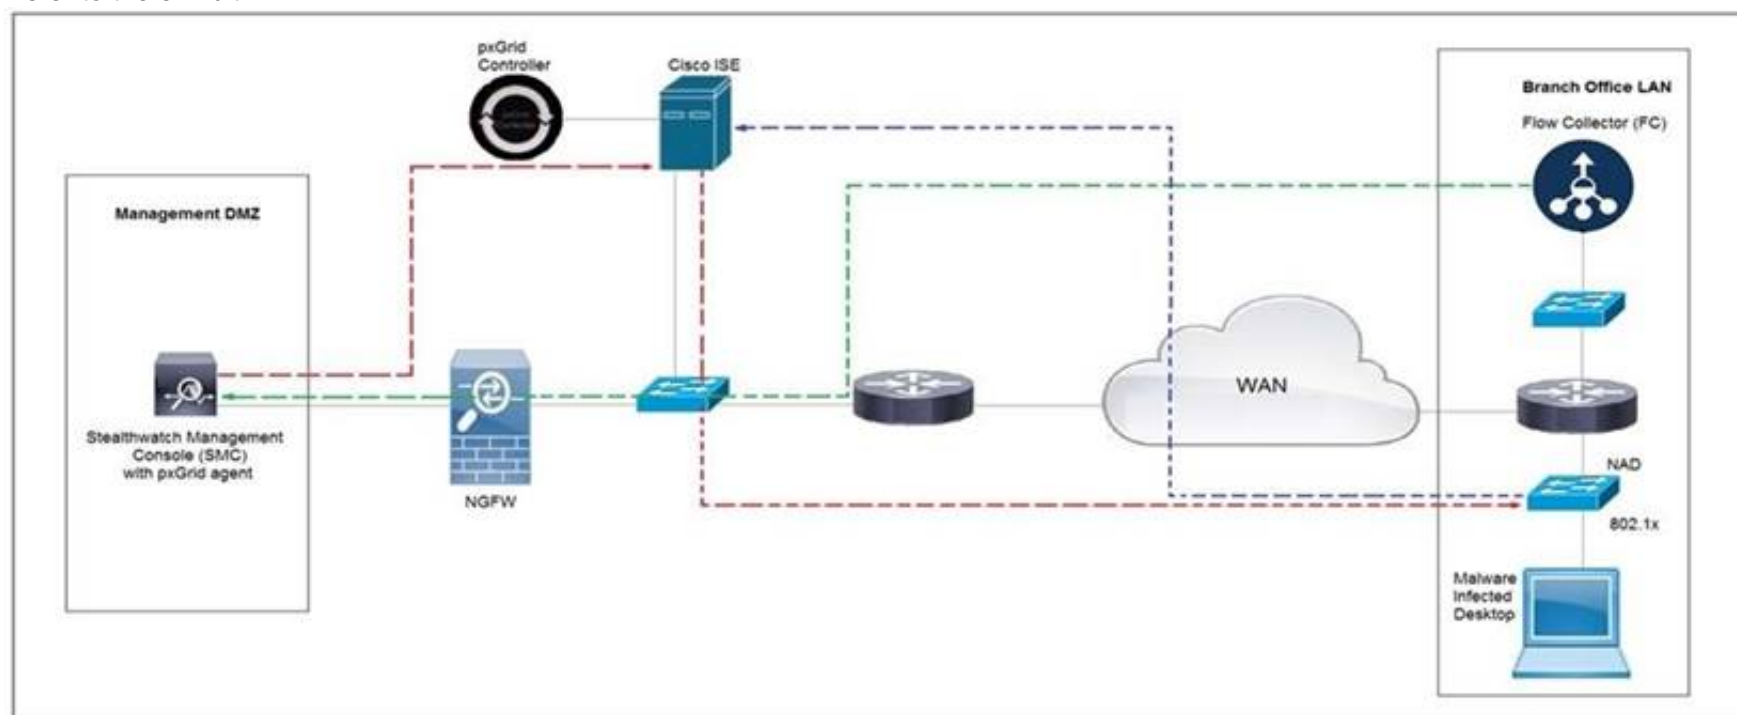 pxGrid
Controller
Cisco ISE
Branch Office LAN
Flow Collector (FC)
Management DMZ
WAN
Stealthwatch Management
Console (SMC)
with pxGrid agent
NGFW
NAD
802.1x
Malware
Infected
Desktop